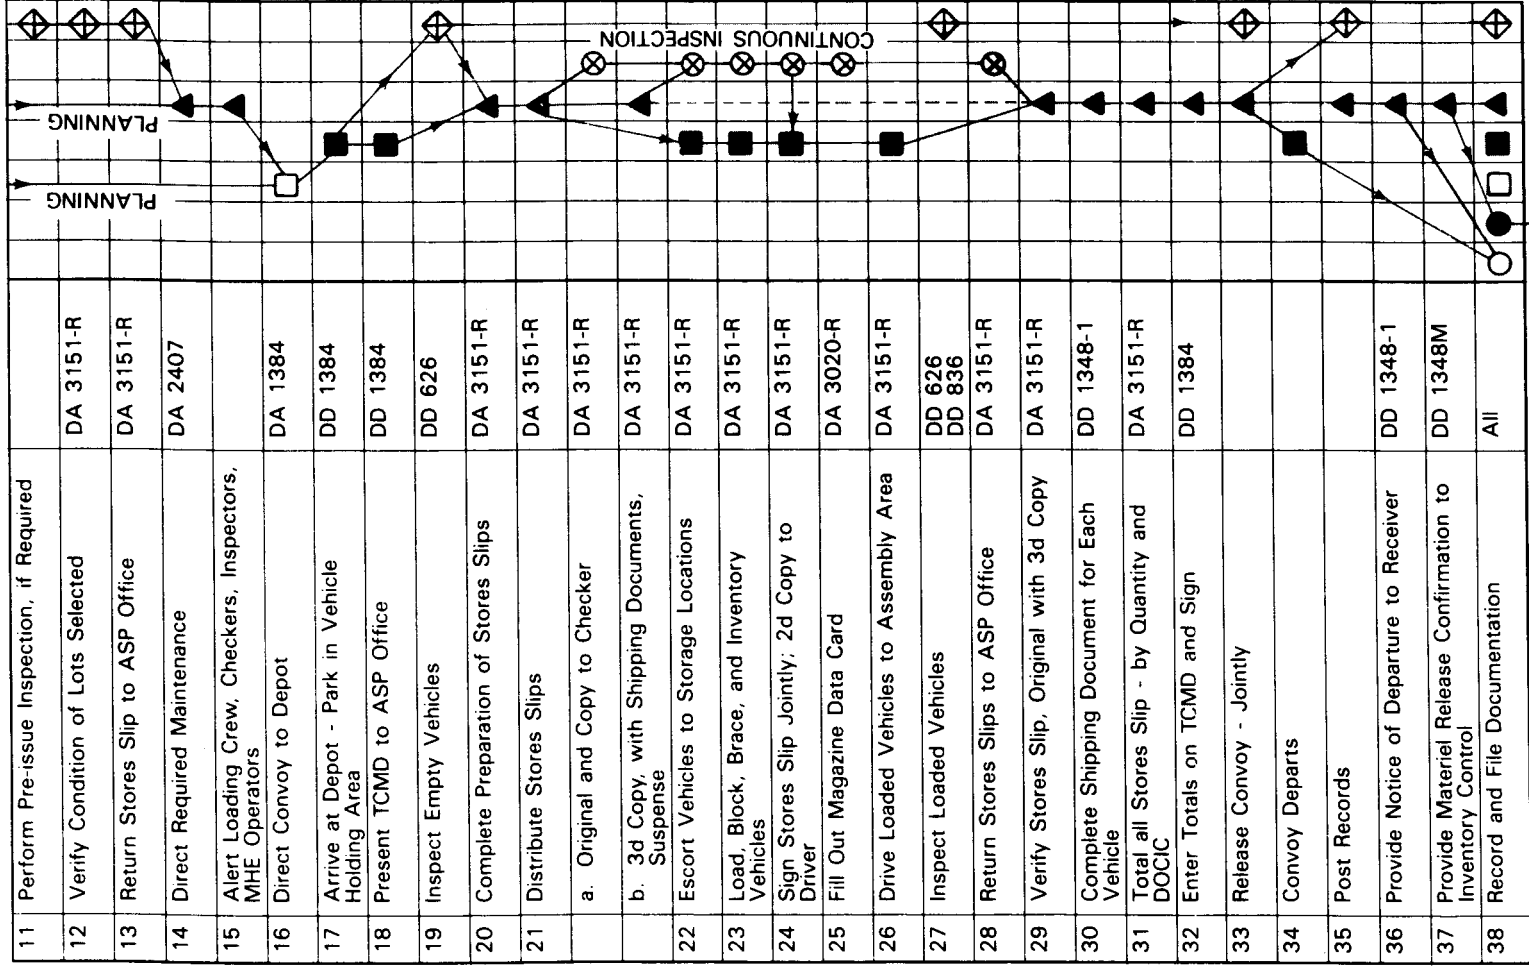 11 Perform Pre-issue Inspection, if Required
12 Verify Condition of Lots Selected DA 3151-R
13 Return Stores Slip to ASP Office DA 3151-R
14 Direct Required Maintenance DA 2407
15 Alert Loading Crew, Checkers, Inspectors,
MHE Operators
16 Direct Convoy to Depot DA 1384
17 Arrive at Depot - Park in Vehicle DD 1384
Holding Area
18 Present TCMD to ASP Office DD 1384
19 Inspect Empty Vehicles DD 626
20 Complete Preparation of Stores Slips DA 3151-R
21 Distribute Stores Slips DA 3151-R
a. Original and Copy to Checker DA 3151-R
b. 3d Copy, with Shipping Documents, DA 3151-R
Suspense
22 Escort Vehicles to Storage Locations DA 3151-R
23 Load, Block, Brace, and Inventory DA 3151-R
Vehicles
24 Sign Stores Slip Jointly; 2d Copy to DA 3151-R
Driver
25 Fill Out Magazine Data Card DA 3020-R
26 Drive Loaded Vehicles to Assembly Area DA 3151-R
27 Inspect Loaded Vehicles DD 626
DD 836
28 Return Stores Slips to ASP Office DA 3151-R
29 Verify Stores Slip, Original with 3d Copy DA 3151-R
30 Complete Shipping Document for Each DD 1348-1
Vehicle
31 Total all Stores Slip - by Quantity and DA 3151-R
DOCIC
32 Enter Totals on TCMD and Sign DD 1384
33 Release Convoy - Jointly
34 Convoy Departs
35 Post Records
36 Provide Notice of Departure to Receiver DD 1348-1
37 Provide Materiel Release Confirmation to DD 1348M
Inventory Control
38 Record and File Documentation All
PLANNING
PLANNING
CONTINUOUS INSPECTION